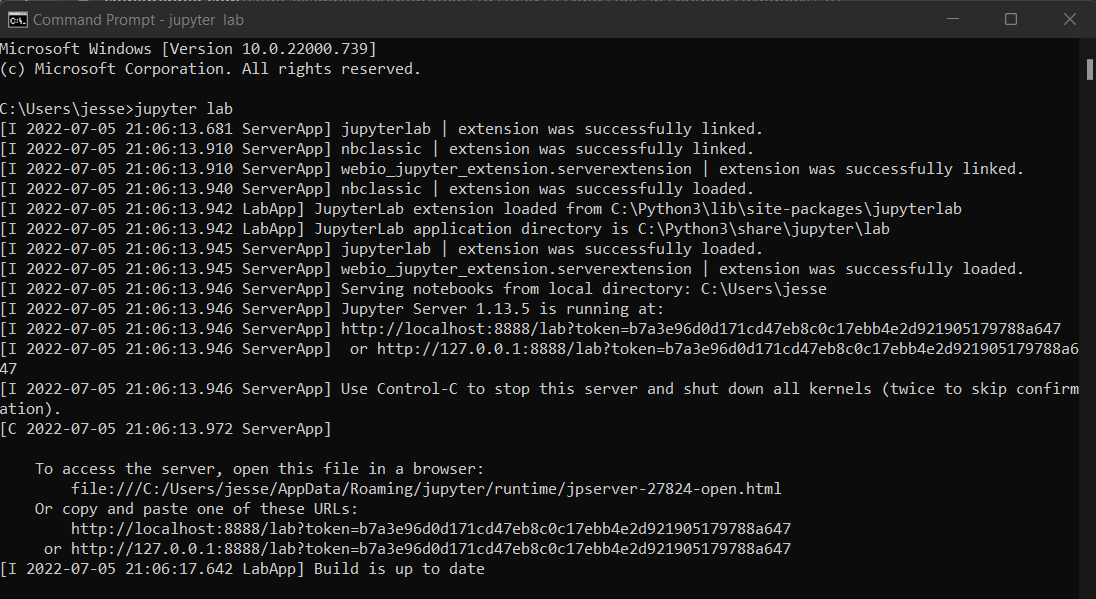 Command Prompt - jupyter lab
Microsoft Windows [Version 10.0.22000.739]
(c) Microsoft Corporation. All rights reserved.
C:\Users\jesse>jupyter lab
[I 2022-07-05 21:06:13.681 ServerApp] jupyterlab | extension was successfully linked.
[I 2022-07-05 21:06:13.910 ServerApp] nbclassic | extension was successfully linked.
[I 2022-07-05 21:06:13.910 ServerApp] webio_jupyter_extension.serverextension | extension was successfully linked.
[I 2022-07-05 21:06:13.940 ServerApp] nbclassic | extension was successfully loaded.
[I 2022-07-05 21:06:13.942 LabApp] JupyterLab extension loaded from C:\Python3\lib\site-packages\jupyterlab
[I 2022-07-05 21:06:13.942 LabApp] JupyterLab application directory is C:\Python3\share\jupyter\lab
[I 2022-07-05 21:06:13.945 ServerApp] jupyterlab | extension was successfully loaded.
[I 2022-07-05 21:06:13.945 ServerApp] webio_jupyter_extension.serverextension | extension was successfully loaded.
[I 2022-07-05 21:06:13.946 ServerApp] Serving notebooks from local directory: C:\Users\jesse
[I 2022-07-05 21:06:13.946 ServerApp] Jupyter Server 1.13.5 is running at:
[I 2022-07-05 21:06:13.946 ServerApp] http://localhost:8888/lab?token=b7a3e96d0d171cd47eb8c0c17ebb4e2d921905179788a647
[I 2022-07-05 21:06:13.946 ServerApp]  or http://127.0.0.1:8888/lab?token=b7a3e96d0d171cd47eb8c0c17ebb4e2d921905179788a6
47
[I 2022-07-05 21:06:13.946 ServerApp] Use Control-C to stop this server and shut down all kernels (twice to skip confirm
ation).
[C 2022-07-05 21:06:13.972 ServerApp]
To access the server, open this file in a browser:
file:///C:/Users/jesse/AppData/Roaming/jupyter/runtime/jpserver-27824-open.html
Or copy and paste one of these URLs:
http://localhost:8888/lab?token=b7a3e96d0d171cd47eb8c0c17ebb4e2d921905179788a647
or http://127.0.0.1:8888/lab?token=b7a3e96d0d171cd47eb8c0c17ebb4e2d921905179788a647
[I 2022-07-05 21:06:17.642 LabApp] Build is up to date